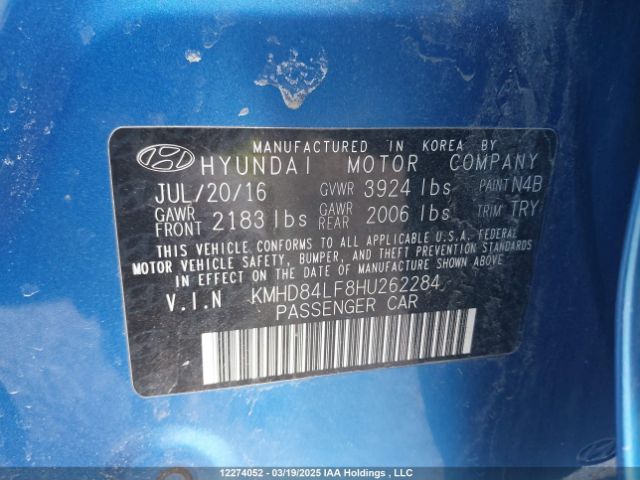 MANUFACTURED IN KOREA BY
HYUNDAI MOTOR COMPANY
JUL/20/16 GVWR 3924 lbs PAINT N4B
GAWR FRONT 2183 lbs GAWR REAR 2006 lbs TRIM TRY
THIS VEHICLE CONFORMS TO ALL APPLICABLE U.S.A. FEDERAL
MOTOR VEHICLE SAFETY, BUMPER, AND THEFT PREVENTION STANDARDS
IN EFFECT ON THE DATE OF MANUFACTURE SHOWN ABOVE.
V.I.N KMHD84LF8HU262284
PASSENGER CAR
12274052 - 03/19/2025 IAA Holdings , LLC